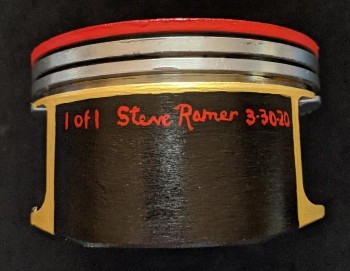 1 of 1 Steve Ramer 3-30-20